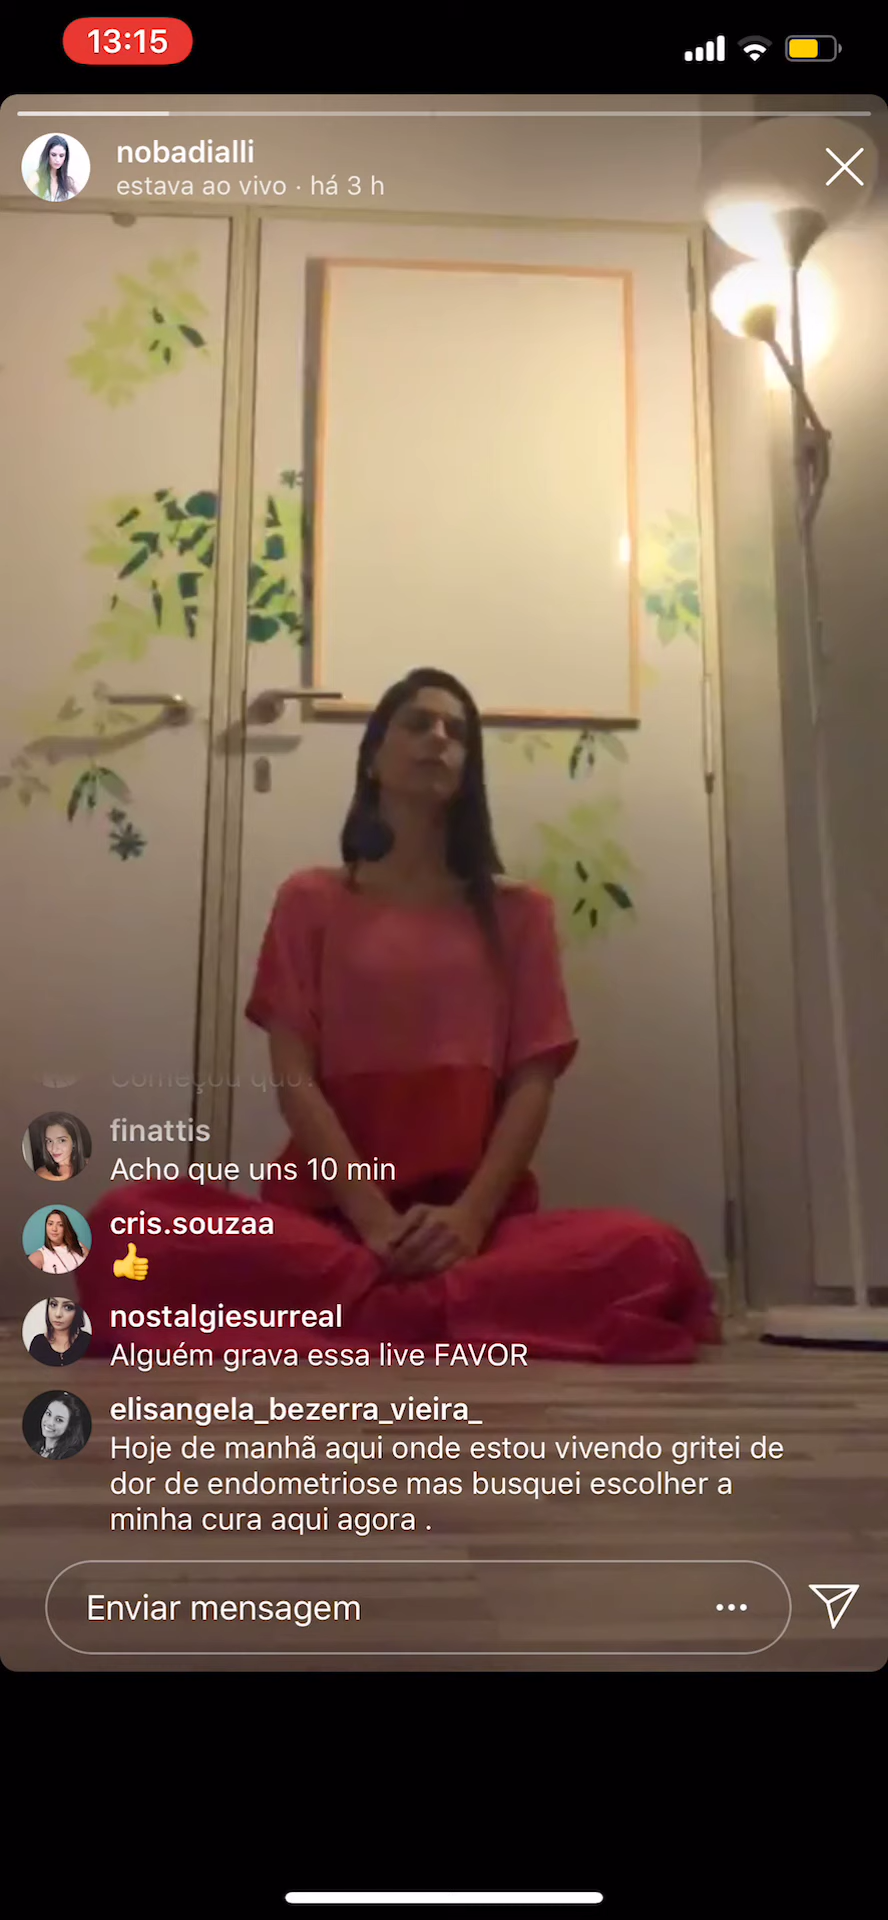 13:15
nobadialli
estava ao vivo · há 3 h
Começou
finattis
Acho que uns 10 min
cris.souzaa
👍
nostalgiesurreal
Alguém grava essa live FAVOR
elisangela_bezerra_vieira_
Hoje de manhã aqui onde estou vivendo gritei de
dor de endometriose mas busquei escolher a
minha cura aqui agora .
Enviar mensagem